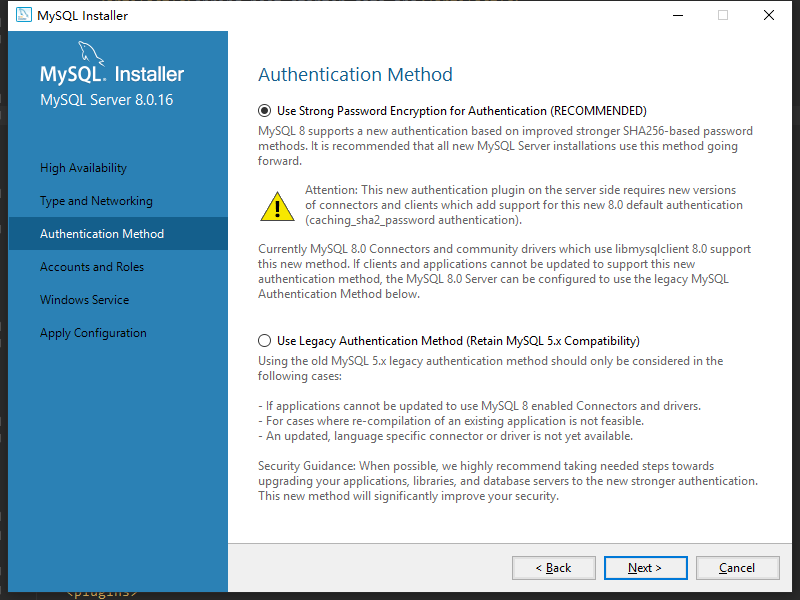 MySQL Installer
MySQL. Installer
MySQL Server 8.0.16
High Availability
Type and Networking
Authentication Method
Accounts and Roles
Windows Service
Apply Configuration
Authentication Method
Use Strong Password Encryption for Authentication (RECOMMENDED)
MySQL 8 supports a new authentication based on improved stronger SHA256-based password
methods. It is recommended that all new MySQL Server installations use this method going
forward.
Attention: This new authentication plugin on the server side requires new versions
of connectors and clients which add support for this new 8.0 default authentication
(caching_sha2_password authentication).
Currently MySQL 8.0 Connectors and community drivers which use libmysqlclient 8.0 support
this new method. If clients and applications cannot be updated to support this new
authentication method, the MySQL 8.0 Server can be configured to use the legacy MySQL
Authentication Method below.
Use Legacy Authentication Method (Retain MySQL 5.x Compatibility)
Using the old MySQL 5.x legacy authentication method should only be considered in the
following cases:
- If applications cannot be updated to use MySQL 8 enabled Connectors and drivers.
- For cases where re-compilation of an existing application is not feasible.
- An updated, language specific connector or driver is not yet available.
Security Guidance: When possible, we highly recommend taking needed steps towards
upgrading your applications, libraries, and database servers to the new stronger authentication.
This new method will significantly improve your security.
< Back
Next >
Cancel
<plugins>